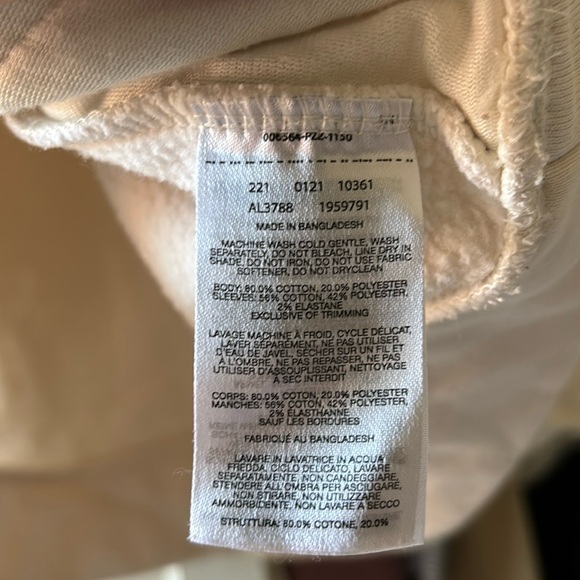 006564-PZZ-1150
221 0121 10361
AL3788 1959791
MADE IN BANGLADESH
MACHINE WASH COLD GENTLE, WASH
SEPARATELY, DO NOT BLEACH, LINE DRY IN
SHADE, DO NOT IRON, DO NOT USE FABRIC
SOFTENER, DO NOT DRYCLEAN
BODY: 80.0% COTTON, 20.0% POLYESTER
SLEEVES: 56% COTTON, 42% POLYESTER,
2% ELASTANE
EXCLUSIVE OF TRIMMING
LAVAGE MACHINE À FROID, CYCLE DÉLICAT,
LAVER SÉPARÉMENT, NE PAS UTILISER
D'EAU DE JAVEL, SÉCHER SUR UN FIL ET
À L'OMBRE, NE PAS REPASSER, NE PAS
UTILISER D'ASSOUPLISSANT, NETTOYAGE
À SEC INTERDIT
CORPS: 80.0% COTON, 20.0% POLYESTER
MANCHES: 56% COTON, 42% POLYESTER,
2% ÉLASTHANNE
SAUF LES BORDURES
FABRIQUÉ AU BANGLADESH
LAVARE IN LAVATRICE IN ACQUA
FREDDA, CICLO DELICATO, LAVARE
SEPARATAMENTE, NON CANDEGGIARE,
STENDERE ALL'OMBRA PER ASCIUGARE,
NON STIRARE, NON UTILIZZARE
AMMORBIDENTE, NON LAVARE A SECCO
STRUTTURA: 80.0% COTONE, 20.0%